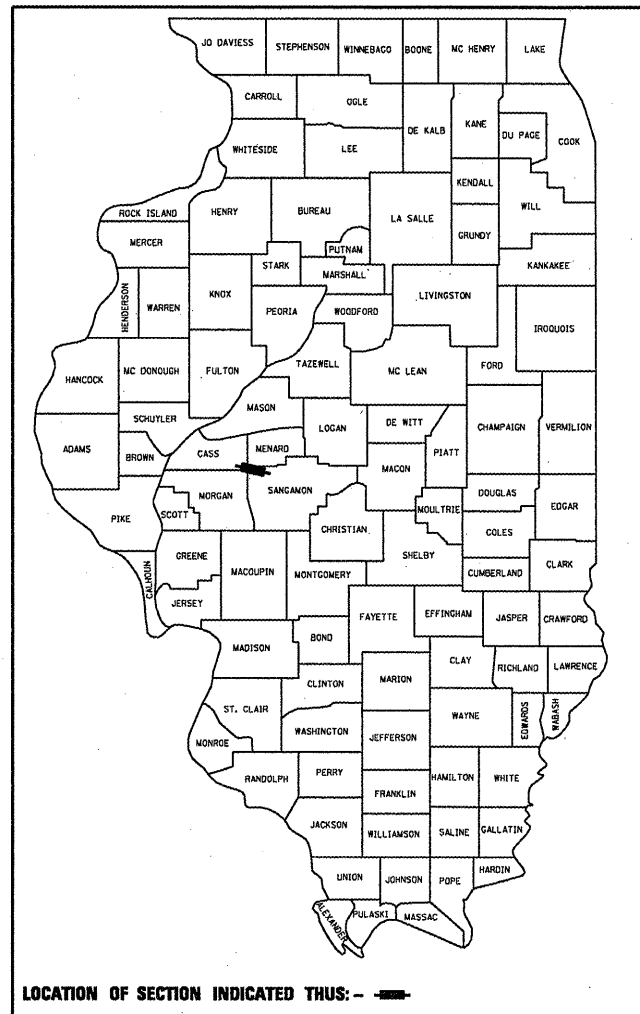 JO DAVIESS STEPHENSON WINNEBAGO BOONE MC HENRY LAKE
CARROLL OGLE DE KALB KANE DU PAGE COOK
WHITESIDE LEE
KENDALL WILL
ROCK ISLAND HENRY BUREAU LA SALLE GRUNDY
MERCER PUTNAM
STARK MARSHALL KANKAKEE
HENDERSON WARREN KNOX PEORIA WOODFORD LIVINGSTON IROQUOIS
HANCOCK MC DONOUGH FULTON TAZEWELL MC LEAN FORD
MASON
SCHUYLER LOGAN DE WITT CHAMPAIGN VERMILION
ADAMS BROWN CASS MENARD MACON PIATT
MORGAN SANGAMON DOUGLAS EDGAR
PIKE SCOTT CHRISTIAN MOULTRIE COLES
GREENE MACOUPIN MONTGOMERY SHELBY CUMBERLAND CLARK
CALHOUN JERSEY
FAYETTE EFFINGHAM JASPER CRAWFORD
MADISON BOND
CLAY RICHLAND LAWRENCE
CLINTON MARION
ST. CLAIR WAYNE EDWARDS WABASH
MONROE WASHINGTON JEFFERSON
RANDOLPH PERRY HAMILTON WHITE
FRANKLIN
JACKSON WILLIAMSON SALINE GALLATIN
UNION JOHNSON POPE HARDIN
ALEXANDER PULASKI MASSAC
LOCATION OF SECTION INDICATED THUS: -